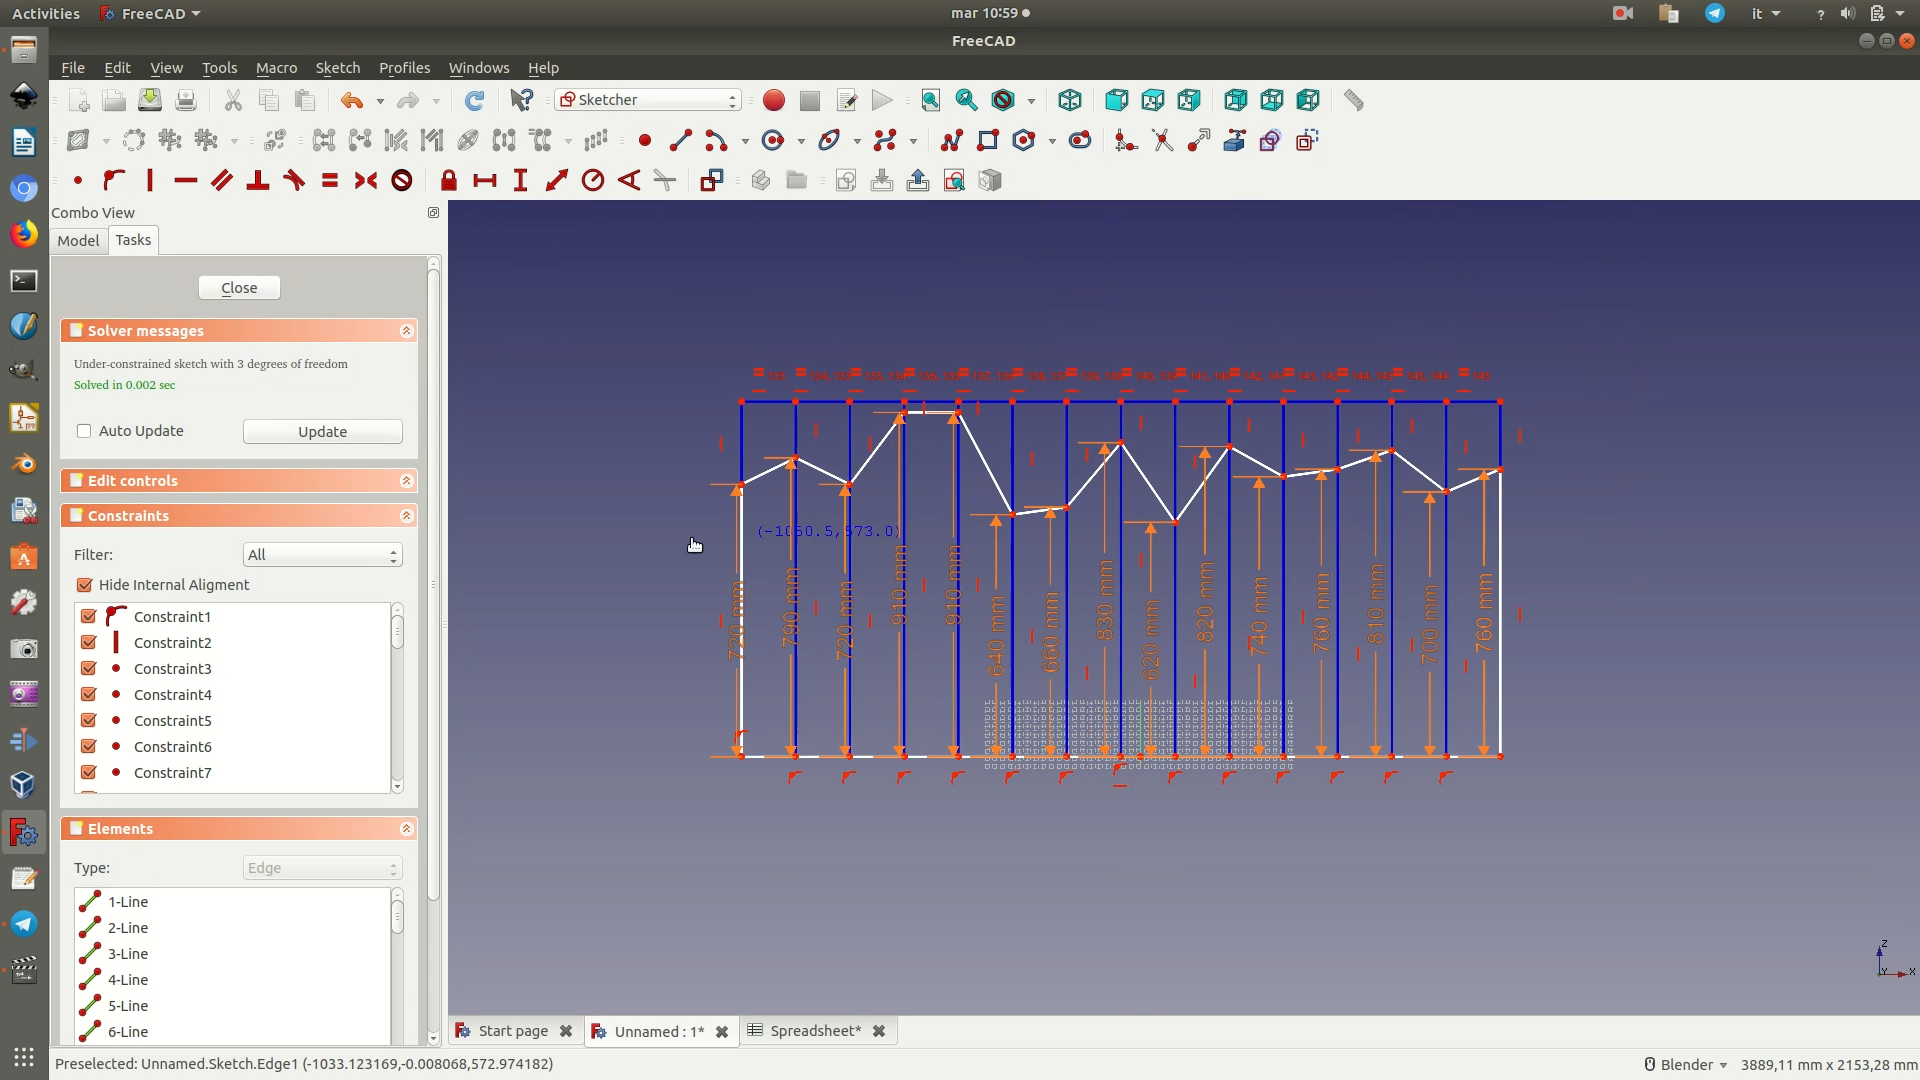 Activities FreeCAD mar 10:59 it ?
FreeCAD
File Edit View Tools Macro Sketch Profiles Windows Help
Sketcher
Combo View
Model Tasks
Close
Solver messages
Under-constrained sketch with 3 degrees of freedom
Solved in 0.002 sec
Auto Update Update
Edit controls
Constraints
Filter: All
Hide Internal Aligment
Constraint1
Constraint2
Constraint3
Constraint4
Constraint5
Constraint6
Constraint7
Elements
Type: Edge
1-Line
2-Line
3-Line
4-Line
5-Line
6-Line
(-1060.5,573.0)
720 mm
790 mm
720 mm
910 mm
910 mm
640 mm
660 mm
830 mm
620 mm
820 mm
740 mm
760 mm
810 mm
700 mm
760 mm
Z
Y X
Start page Unnamed : 1* Spreadsheet*
Preselected: Unnamed.Sketch.Edge1 (-1033.123169,-0.008068,572.974182) Blender 3889,11 mm x 2153,28 mm